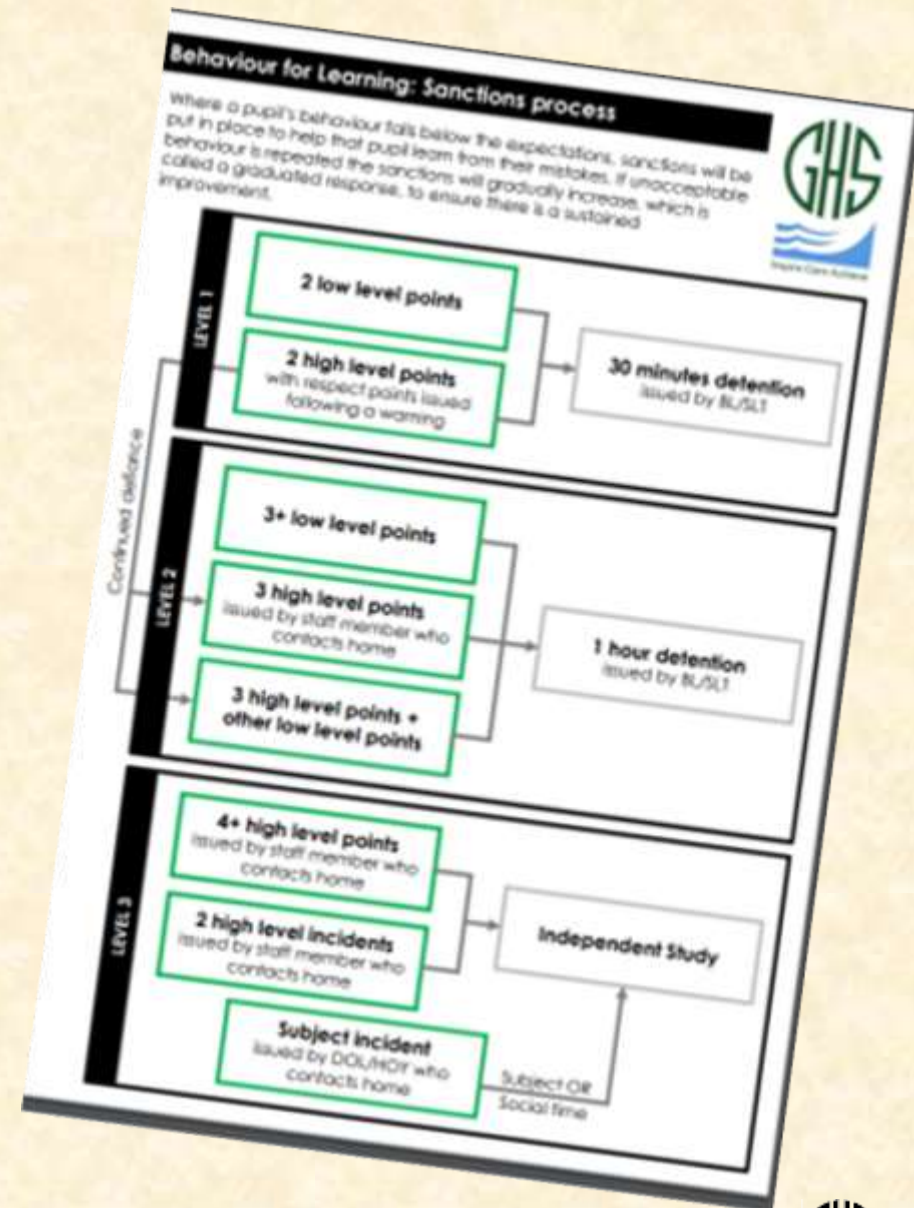 Behaviour for Learning: Sanctions process
Where a pupil's behaviour falls below the expectations, sanctions will be
put in place to help that pupil learn from their mistakes. If unacceptable
behaviour is repeated the sanctions will gradually increase, which is
called a graduated response, to ensure there is a sustained
improvement.
GHS
Inspire Care Achieve
LEVEL 1
2 low level points
2 high level points
with respect points issued
following a warning
30 minutes detention
issued by BL/SLT
Continued defiance
LEVEL 2
3+ low level points
3 high level points
issued by staff member who
contacts home
3 high level points +
other low level points
1 hour detention
issued by BL/SLT
LEVEL 3
4+ high level points
issued by staff member who
contacts home
2 high level incidents
issued by staff member who
contacts home
Independent Study
Subject incident
issued by DOL/HOY who
contacts home
Subject OR
Social time
GHS